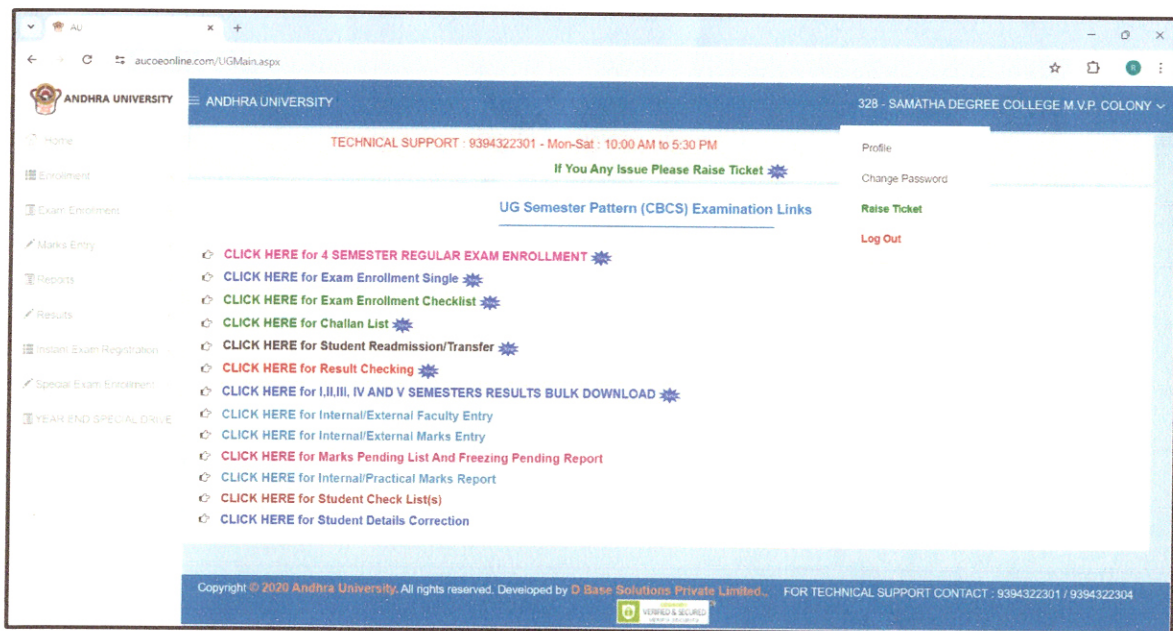 AU
aucoeonline.com/UGMain.aspx
ANDHRA UNIVERSITY
ANDHRA UNIVERSITY
328 - SAMATHA DEGREE COLLEGE M.V.P. COLONY
Home
Enrollment
Exam Enrollment
Marks Entry
Reports
Results
Instant Exam Registration
Special Exam Enrollment
YEAR END SPECIAL DRIVE
TECHNICAL SUPPORT : 9394322301 - Mon-Sat : 10:00 AM to 5:30 PM
If You Any Issue Please Raise Ticket
Profile
Change Password
Raise Ticket
Log Out
UG Semester Pattern (CBCS) Examination Links
CLICK HERE for 4 SEMESTER REGULAR EXAM ENROLLMENT
CLICK HERE for Exam Enrollment Single
CLICK HERE for Exam Enrollment Checklist
CLICK HERE for Challan List
CLICK HERE for Student Readmission/Transfer
CLICK HERE for Result Checking
CLICK HERE for I,II,III, IV AND V SEMESTERS RESULTS BULK DOWNLOAD
CLICK HERE for Internal/External Faculty Entry
CLICK HERE for Internal/External Marks Entry
CLICK HERE for Marks Pending List And Freezing Pending Report
CLICK HERE for Internal/Practical Marks Report
CLICK HERE for Student Check List(s)
CLICK HERE for Student Details Correction
Copyright © 2020 Andhra University. All rights reserved. Developed by D Base Solutions Private Limited., FOR TECHNICAL SUPPORT CONTACT : 9394322301 / 9394322304
VERIFIED & SECURED